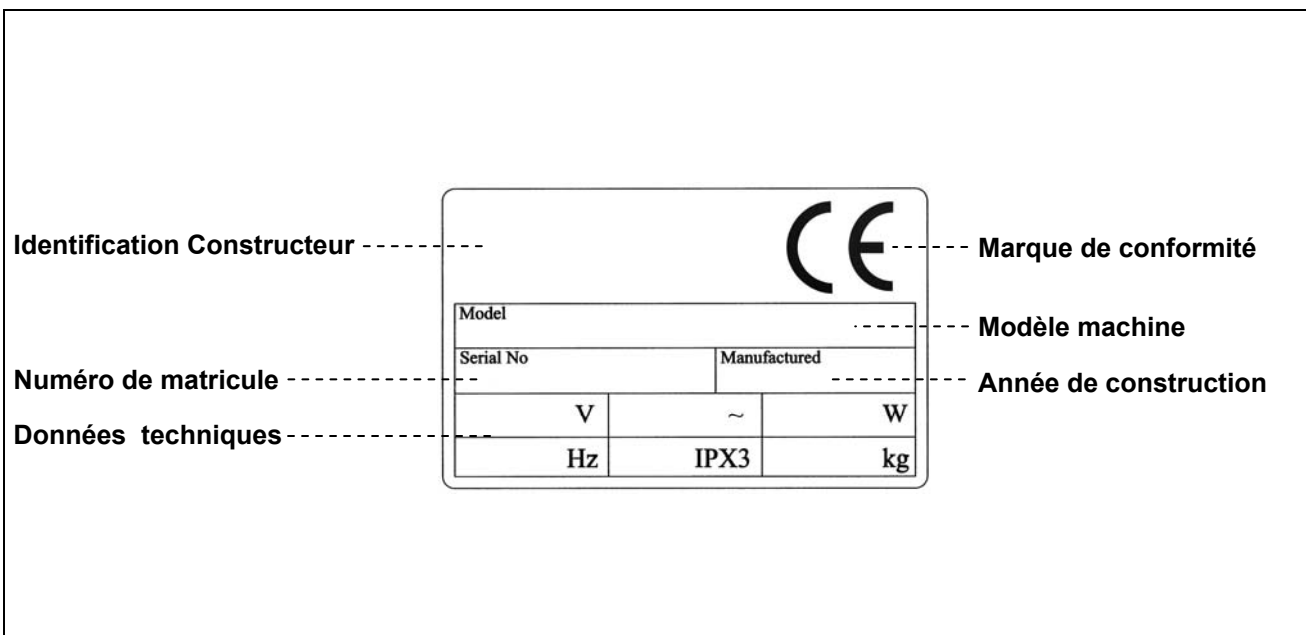 Identification Constructeur
CE
Marque de conformité
Model
Modèle machine
Serial No
Manufactured
Numéro de matricule
Année de construction
V
~
W
Données techniques
Hz
IPX3
kg